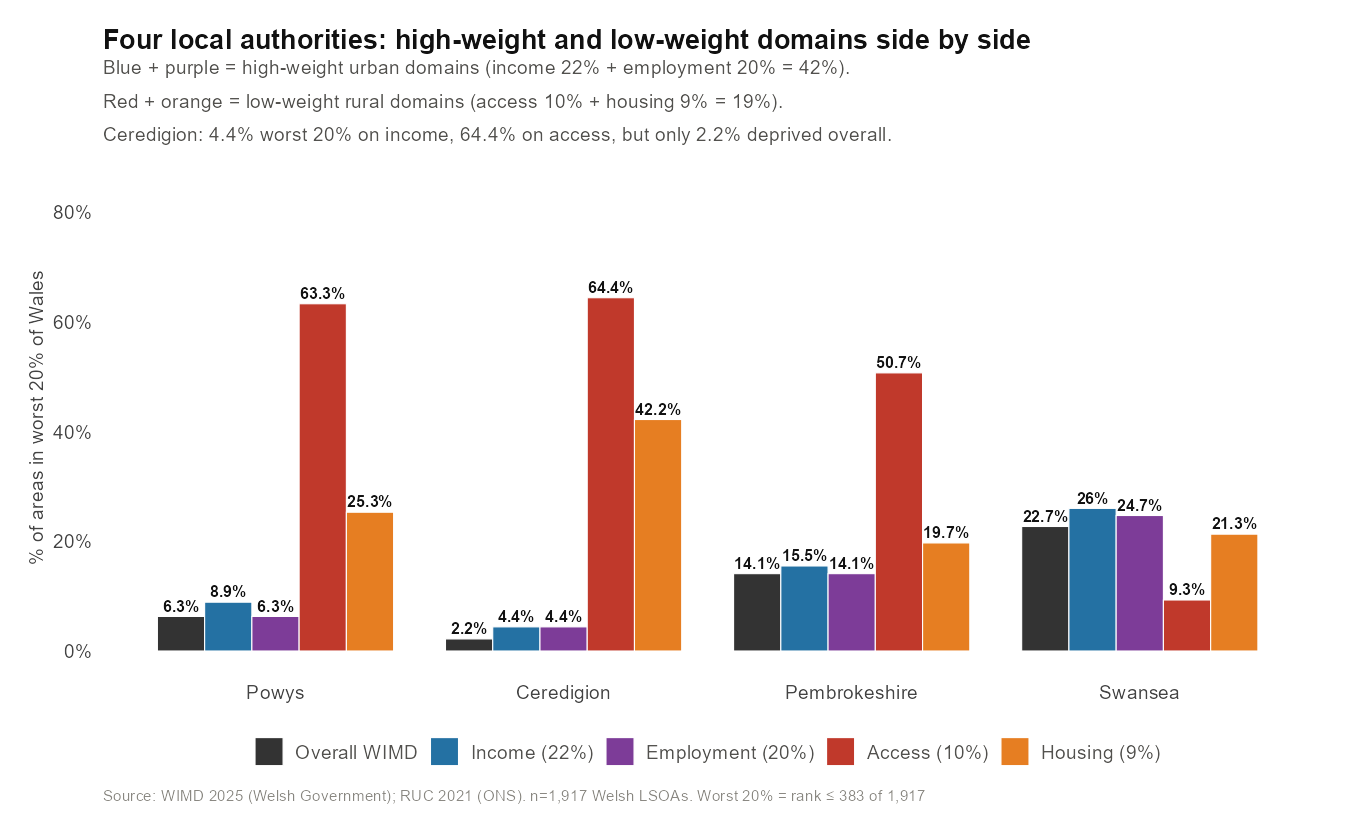 Four local authorities: high-weight and low-weight domains side by side
Blue + purple = high-weight urban domains (income 22% + employment 20% = 42%).
Red + orange = low-weight rural domains (access 10% + housing 9% = 19%).
Ceredigion: 4.4% worst 20% on income, 64.4% on access, but only 2.2% deprived overall.
% of areas in worst 20% of Wales
80%
60%
40%
20%
0%
6.3%
8.9%
6.3%
63.3%
25.3%
2.2%
4.4%
4.4%
64.4%
42.2%
14.1%
15.5%
14.1%
50.7%
19.7%
22.7%
26%
24.7%
9.3%
21.3%
Powys
Ceredigion
Pembrokeshire
Swansea
Overall WIMD
Income (22%)
Employment (20%)
Access (10%)
Housing (9%)
Source: WIMD 2025 (Welsh Government); RUC 2021 (ONS). n=1,917 Welsh LSOAs. Worst 20% = rank ≤ 383 of 1,917